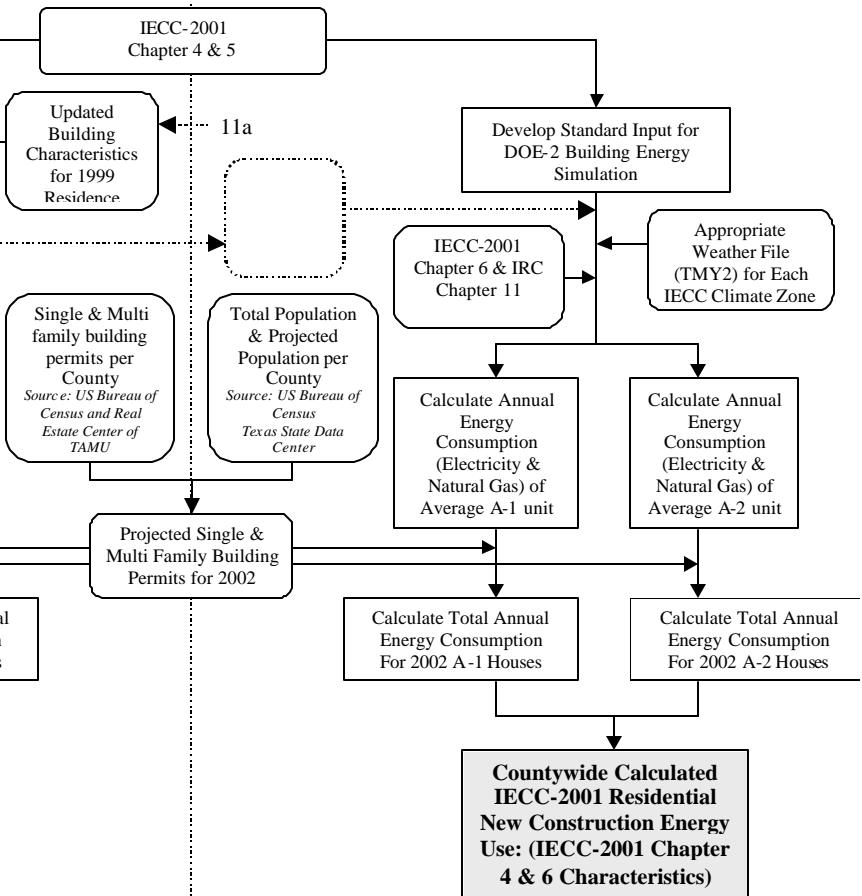 IECC-2001
Chapter 4 & 5
Updated
Building
Characteristics
for 1999
Residence
11a
Develop Standard Input for
DOE-2 Building Energy
Simulation
IECC-2001
Chapter 6 & IRC
Chapter 11
Appropriate
Weather File
(TMY2) for Each
IECC Climate Zone
Single & Multi
family building
permits per
County
Source: US Bureau of
Census and Real
Estate Center of
TAMU
Total Population
& Projected
Population per
County
Source: US Bureau of
Census
Texas State Data
Center
Calculate Annual
Energy
Consumption
(Electricity &
Natural Gas) of
Average A-1 unit
Calculate Annual
Energy
Consumption
(Electricity &
Natural Gas) of
Average A-2 unit
Projected Single &
Multi Family Building
Permits for 2002
Calculate Total Annual
Energy Consumption
For 2002 A-1 Houses
Calculate Total Annual
Energy Consumption
For 2002 A-2 Houses
Countywide Calculated
IECC-2001 Residential
New Construction Energy
Use: (IECC-2001 Chapter
4 & 6 Characteristics)